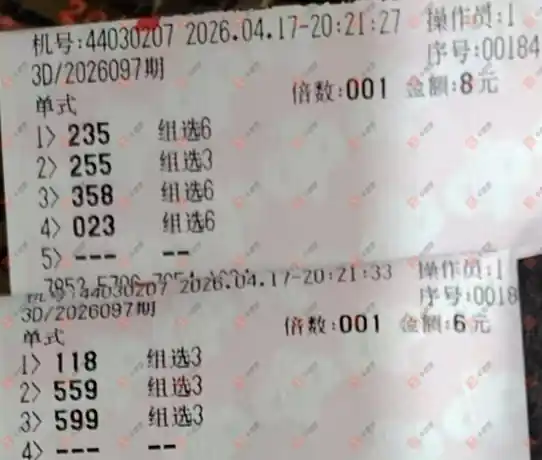 机号:44030207 2026.04.17-20:21:27 操作员:1
序号:00184
3D/2026097期
倍数:001 金额:8元
单式
1> 235 组选6
2> 255 组选3
3> 358 组选6
4> 023 组选6
5> --- --
机号:44030207 2026.04.17-20:21:33 操作员:1
序号:0018
3D/2026097期
倍数:001 金额:6元
单式
1> 118 组选3
2> 559 组选3
3> 599 组选3
4> --- --